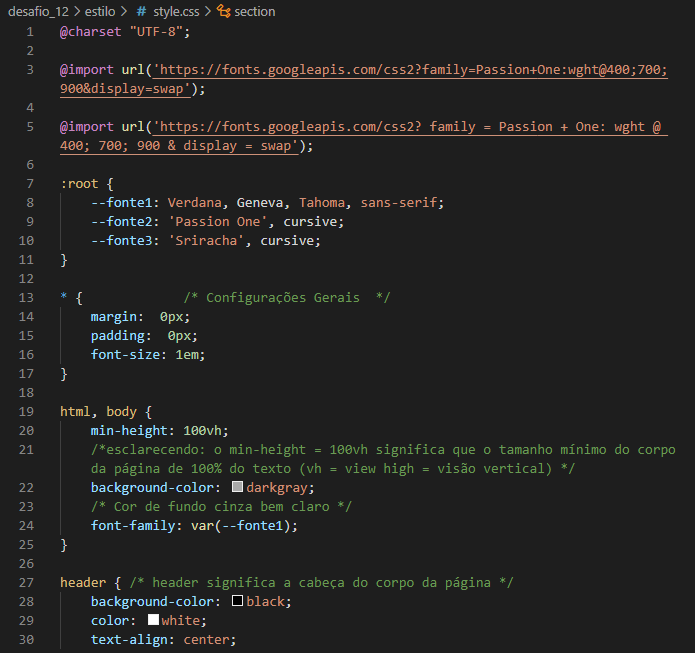 desafio_12 > estilo > # style.css > section
1 @charset "UTF-8";
2
3 @import url('https://fonts.googleapis.com/css2?family=Passion+One:wght@400;700;
900&display=swap');
4
5 @import url('https://fonts.googleapis.com/css2? family = Passion + One: wght @
400; 700; 900 & display = swap');
6
7 :root {
8 --fonte1: Verdana, Geneva, Tahoma, sans-serif;
9 --fonte2: 'Passion One', cursive;
10 --fonte3: 'Sriracha', cursive;
11 }
12
13 * { /* Configurações Gerais */
14 margin: 0px;
15 padding: 0px;
16 font-size: 1em;
17 }
18
19 html, body {
20 min-height: 100vh;
21 /*esclarecendo: o min-height = 100vh significa que o tamanho mínimo do corpo
da página de 100% do texto (vh = view high = visão vertical) */
22 background-color: darkgray;
23 /* Cor de fundo cinza bem claro */
24 font-family: var(--fonte1);
25 }
26
27 header { /* header significa a cabeça do corpo da página */
28 background-color: black;
29 color: white;
30 text-align: center;